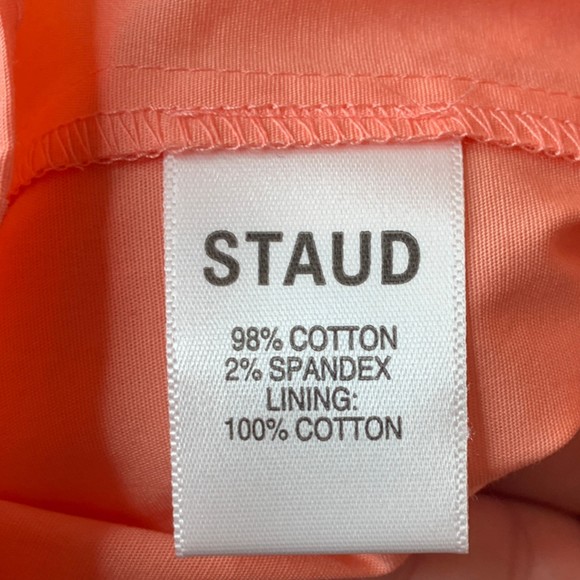 STAUD
98% COTTON
2% SPANDEX
LINING:
100% COTTON